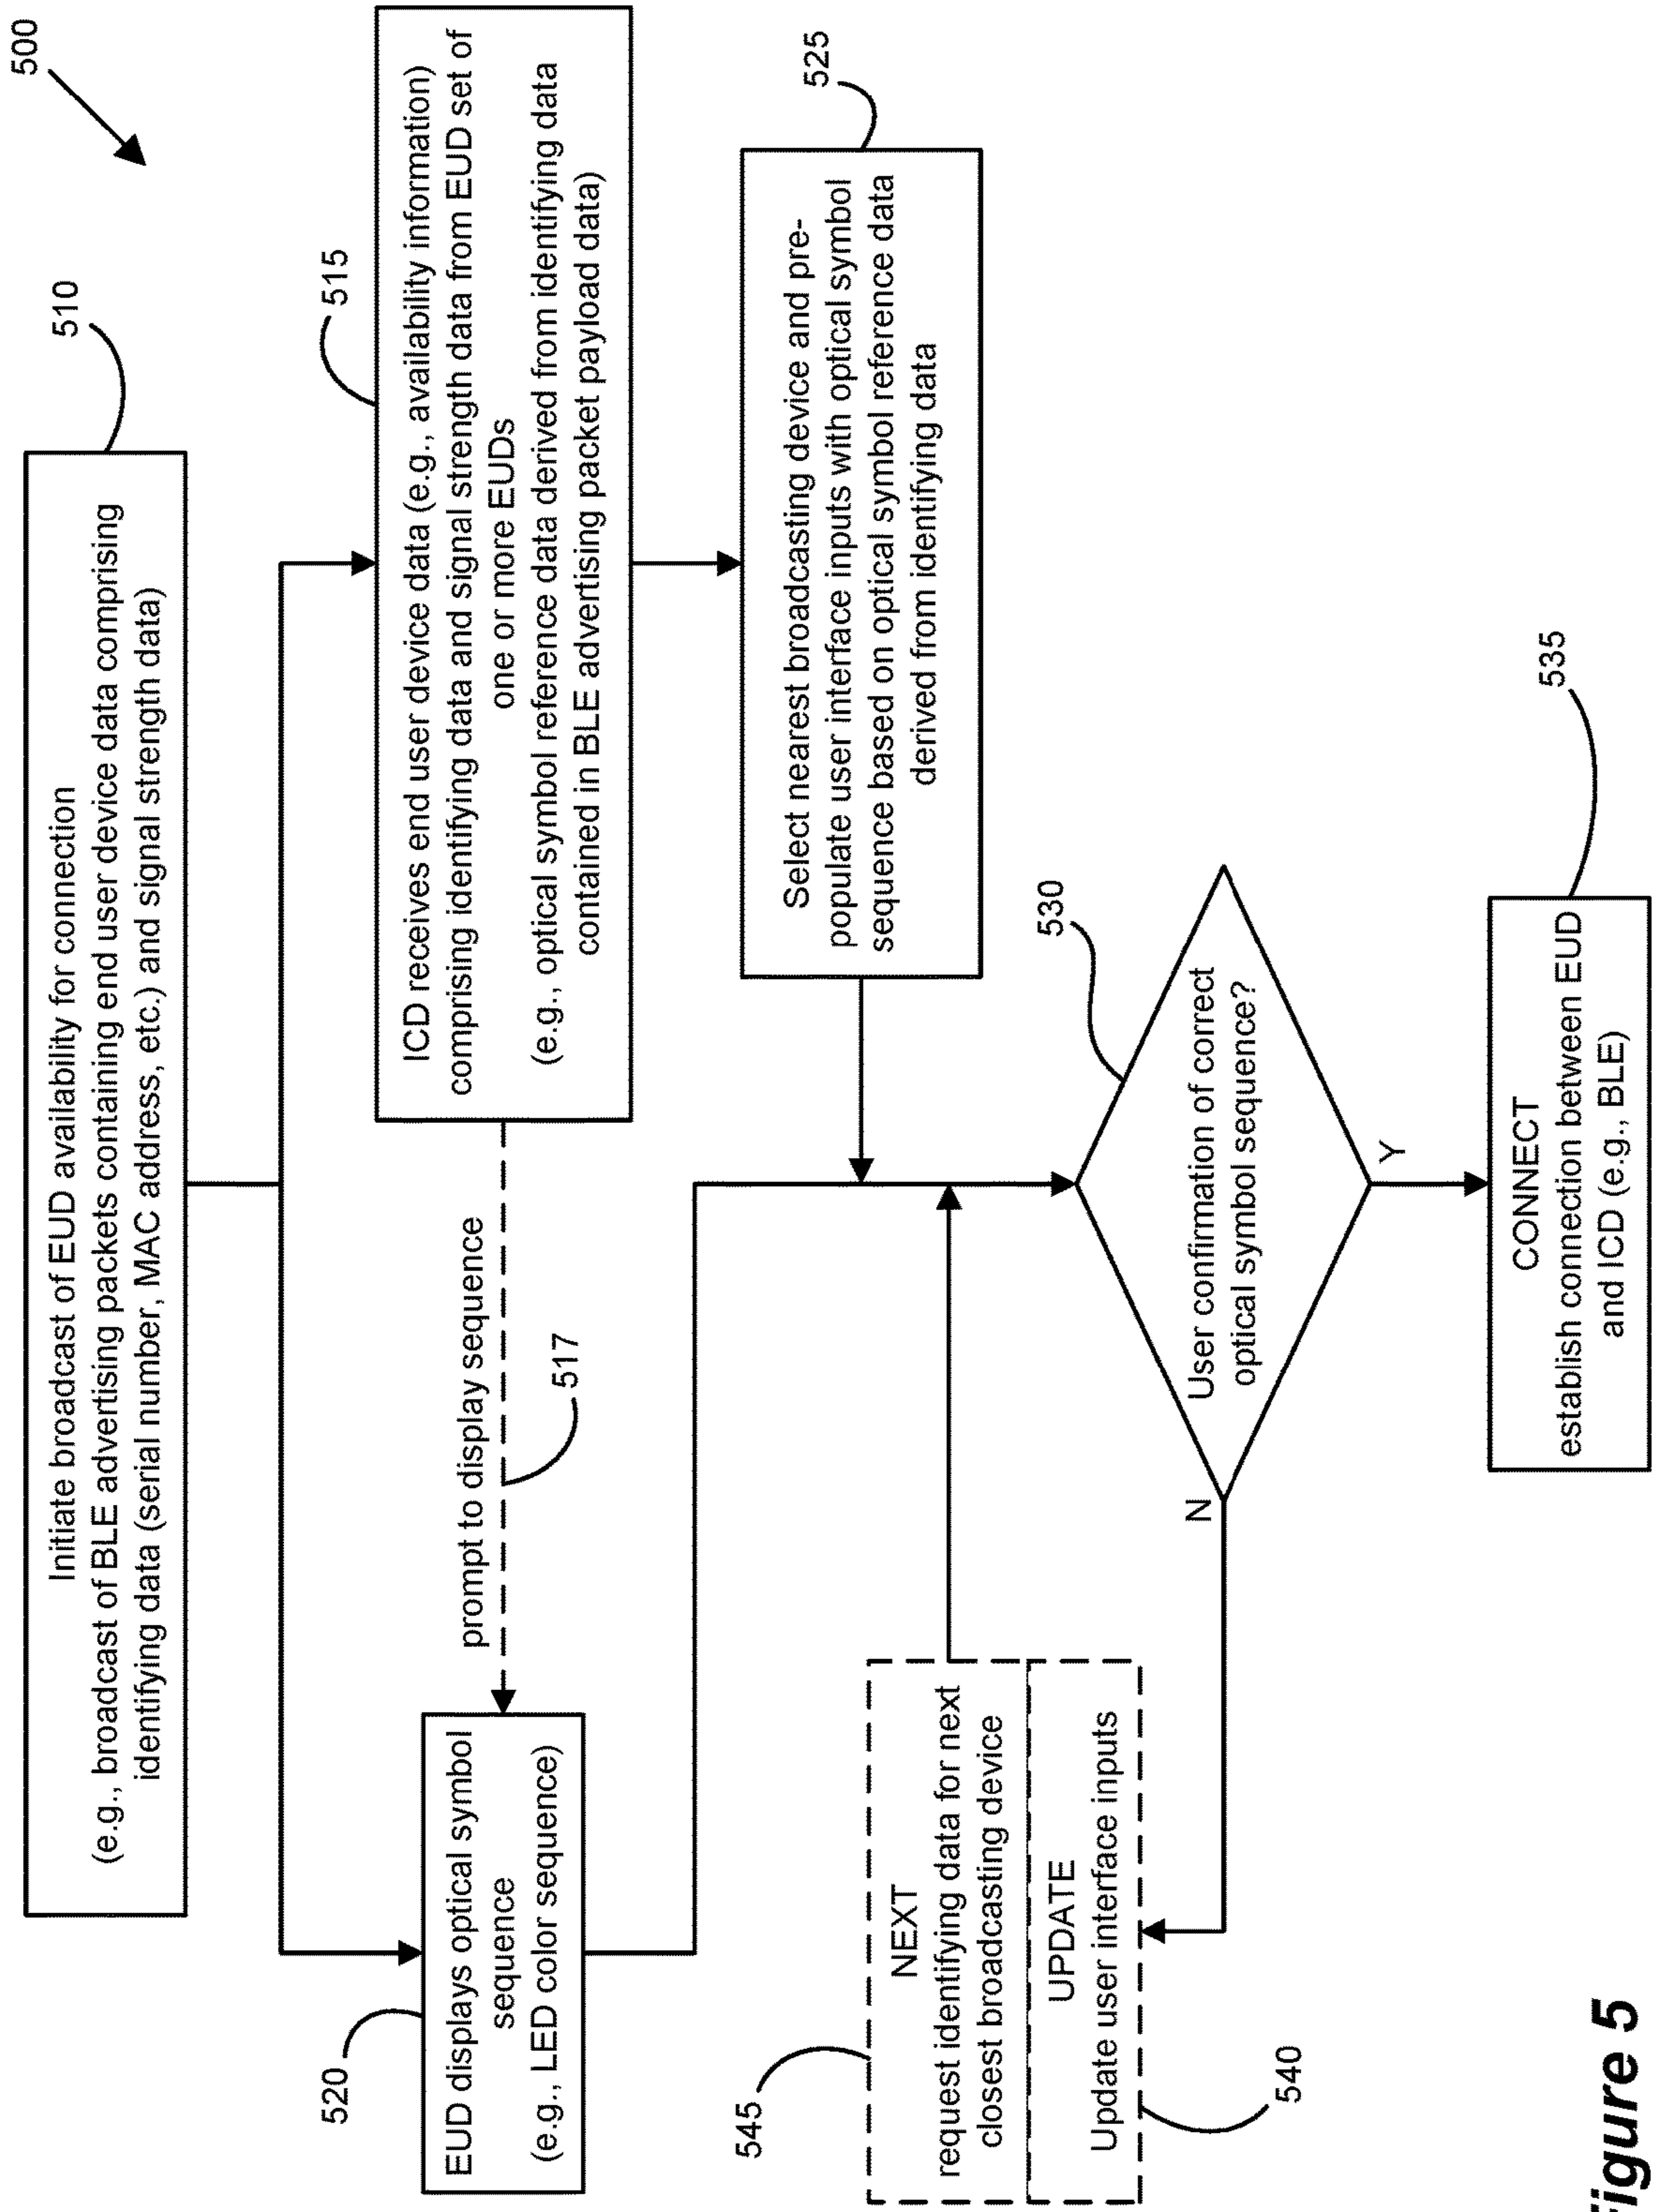 500
510
Initiate broadcast of EUD availability for connection
(e.g., broadcast of BLE advertising packets containing end user device data comprising
identifying data (serial number, MAC address, etc.) and signal strength data)
515
ICD receives end user device data (e.g., availability information)
comprising identifying data and signal strength data from EUD set of
one or more EUDs
(e.g., optical symbol reference data derived from identifying data
contained in BLE advertising packet payload data)
prompt to display sequence
517
520
EUD displays optical symbol
sequence
(e.g., LED color sequence)
525
Select nearest broadcasting device and pre-
populate user interface inputs with optical symbol
sequence based on optical symbol reference data
derived from identifying data
530
User confirmation of correct
optical symbol sequence?
N
Y
545
NEXT
request identifying data for next
closest broadcasting device
UPDATE
Update user interface inputs
540
535
CONNECT
establish connection between EUD
and ICD (e.g., BLE)
Figure 5